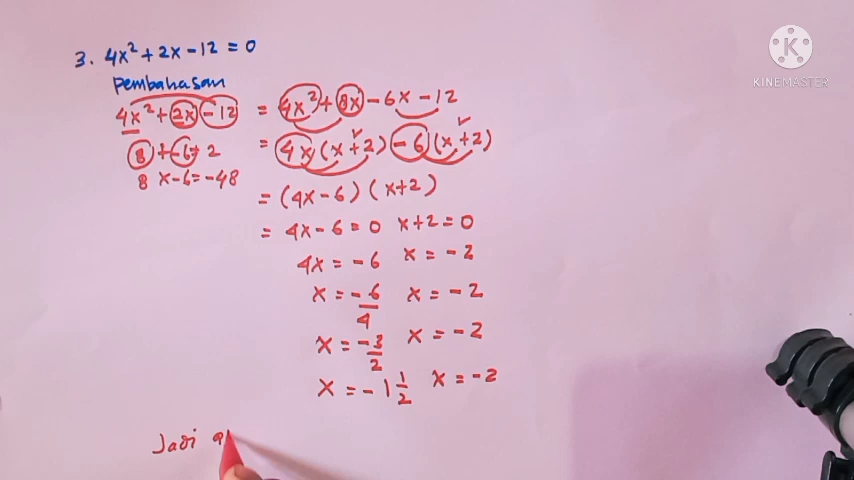 3. 4x² + 2x - 12 = 0
Pembahasan
4x² + 2x - 12 = 4x² + 8x - 6x - 12
8 + -6 = 2 = 4x (x + 2) - 6 (x + 2)
8 x -6 = -48
= (4x - 6) (x + 2)
= 4x - 6 = 0 x + 2 = 0
4x = -6 x = -2
x = -6/4 x = -2
x = -3/2 x = -2
x = -1 1/2 x = -2
Jadi
K
KINEMASTER